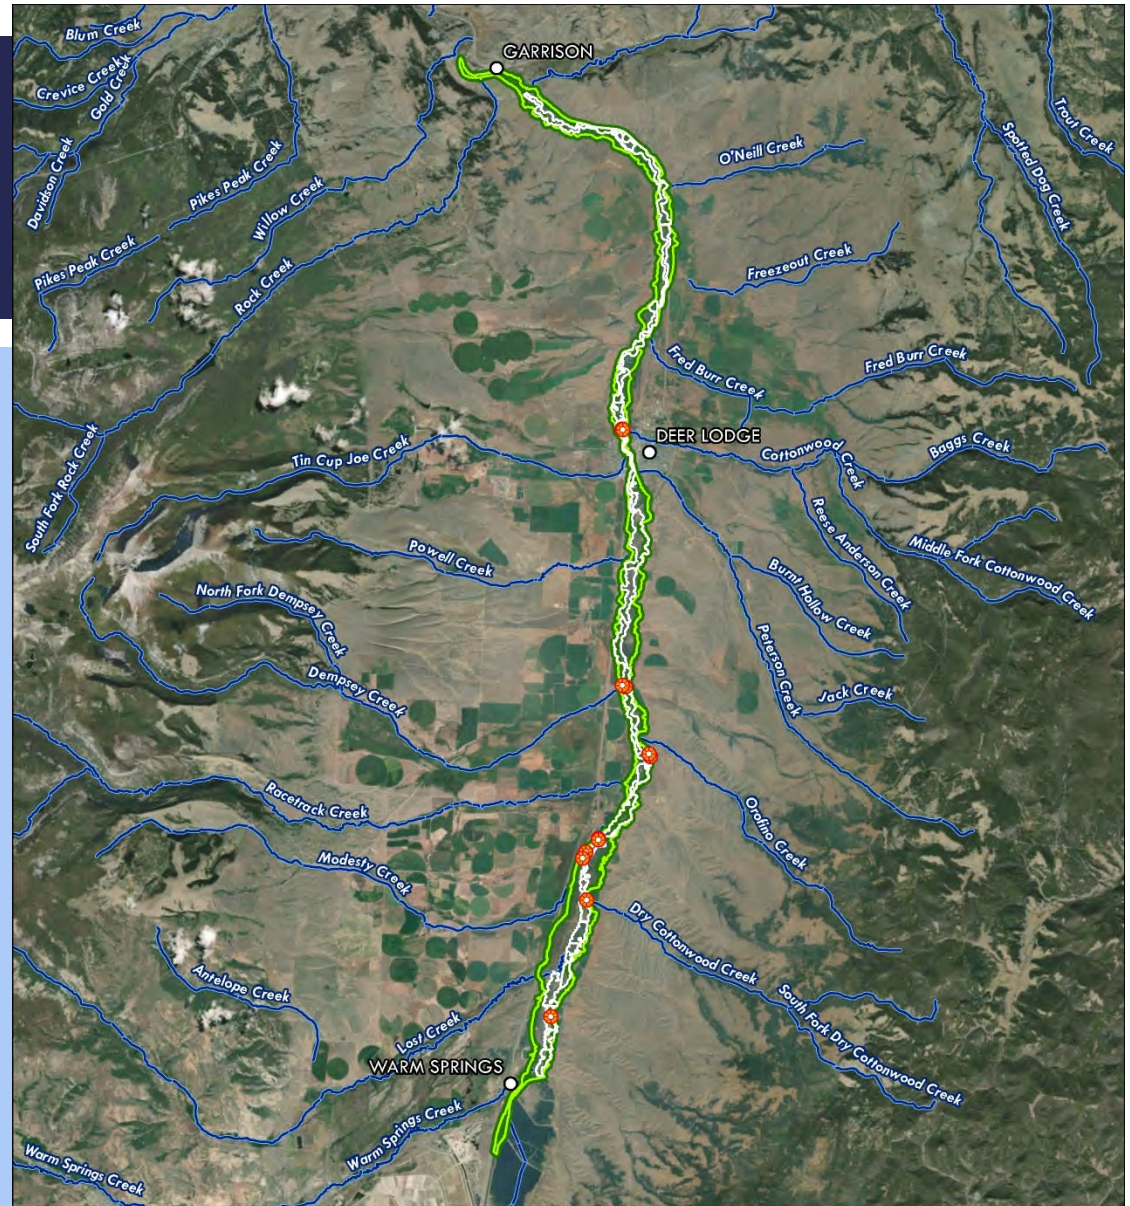 Blum Creek
GARRISON
Crevice Creek
Gold Creek
Trout Creek
Spotted Dog Creek
O'Neill Creek
Davidson Creek
Pikes Peak Creek
Willow Creek
Pikes Peak Creek
Freezeout Creek
Rock Creek
Fred Burr Creek
Fred Burr Creek
DEER LODGE
Tin Cup Joe Creek
Cottonwood Creek
Baggs Creek
South Fork Rock Creek
Reese Anderson Creek
Middle Fork Cottonwood Creek
Powell Creek
Burnt Hollow Creek
North Fork Dempsey Creek
Peterson Creek
Jack Creek
Dempsey Creek
Racetrack Creek
Orofino Creek
Modesty Creek
Dry Cottonwood Creek
Antelope Creek
South Fork Dry Cottonwood Creek
Lost Creek
WARM SPRINGS
Warm Springs Creek
Warm Springs Creek